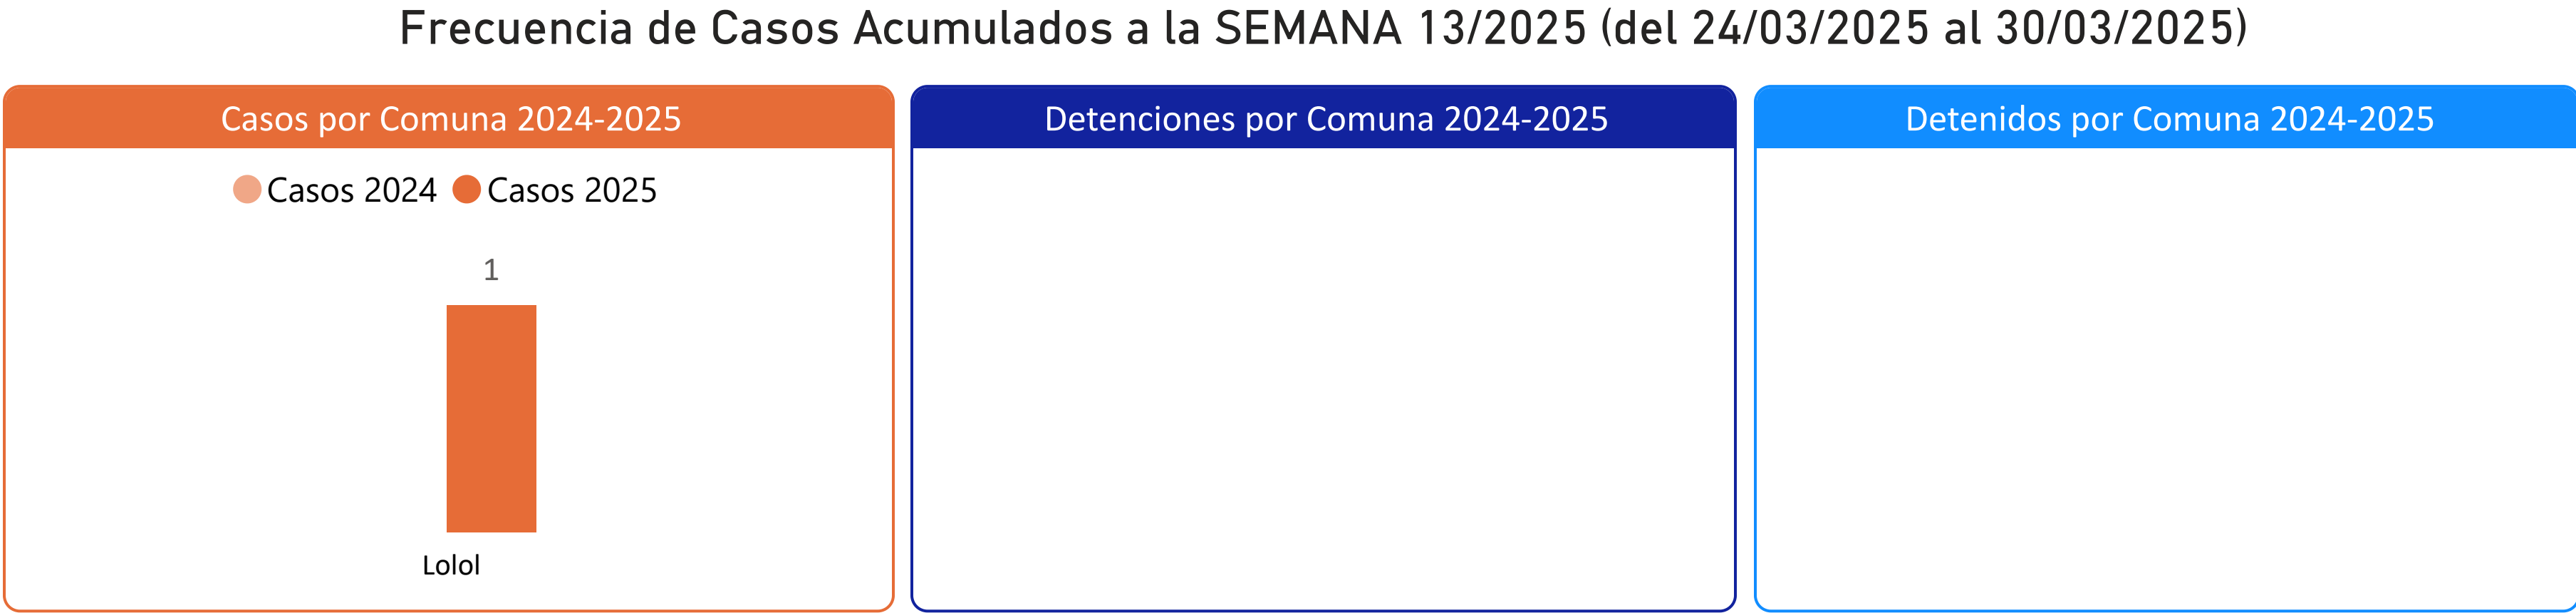 Frecuencia de Casos Acumulados a la SEMANA 13/2025 (del 24/03/2025 al 30/03/2025)
Casos por Comuna 2024-2025
Casos 2024 Casos 2025
1
Lolol
Detenciones por Comuna 2024-2025
Detenidos por Comuna 2024-2025